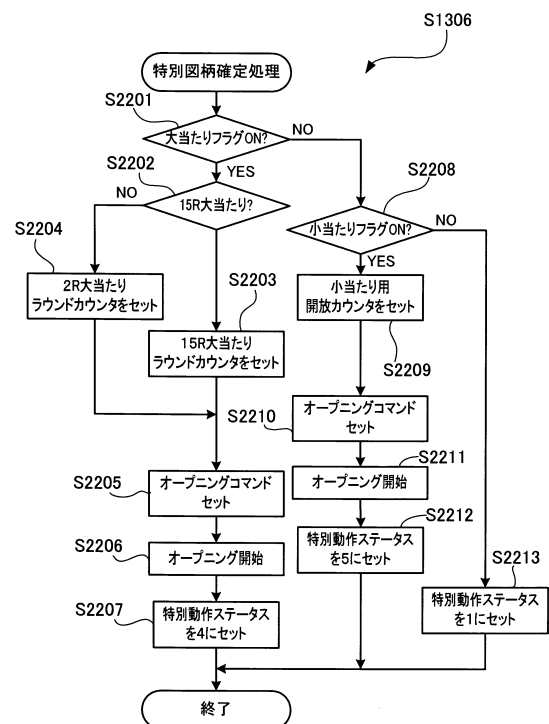 S1306
特別図柄確定処理
S2201
大当たりフラグON?
NO
YES
S2202
15R大当たり?
NO
S2208
小当たりフラグON?
NO
YES
S2204
2R大当たり
ラウンドカウンタをセット
S2203
15R大当たり
ラウンドカウンタをセット
小当たり用
開放カウンタをセット
S2209
オープニングコマンド
セット
S2210
S2205
オープニングコマンド
セット
S2211
オープニング開始
S2206
オープニング開始
S2212
特別動作ステータス
を5にセット
S2207
特別動作ステータス
を4にセット
S2213
特別動作ステータス
を1にセット
終了